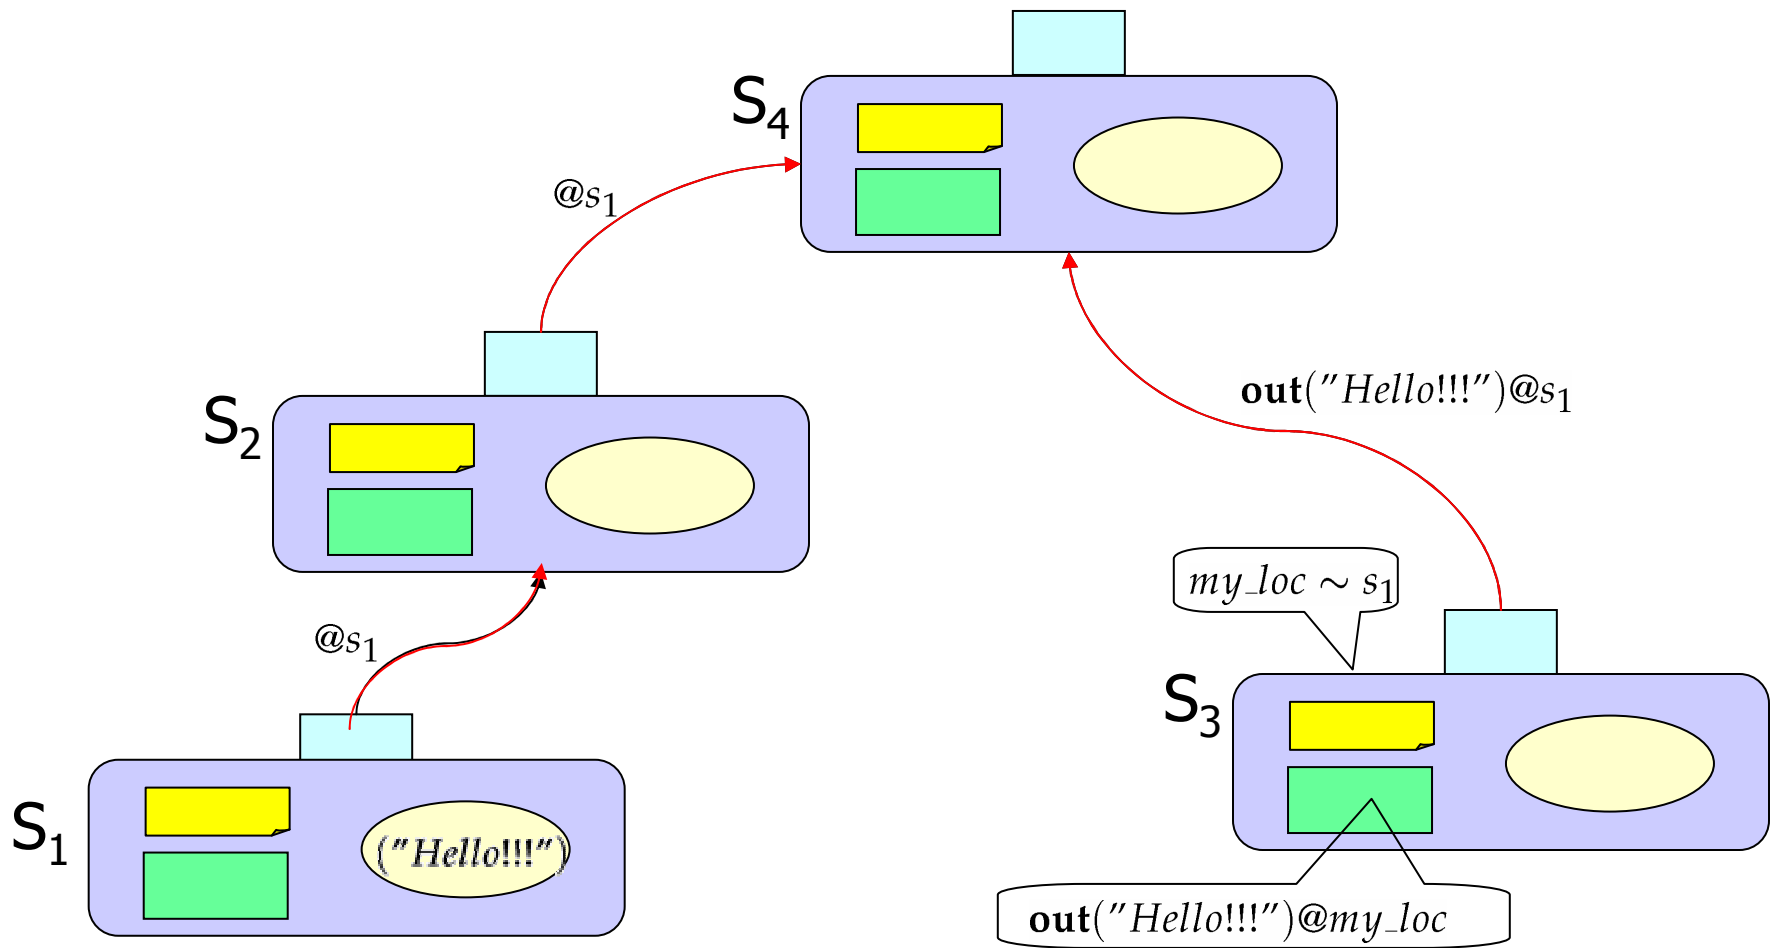 S₄
@s₁
out("Hello!!!")@s₁
S₂
my_loc ∼ s₁
@s₁
S₃
S₁
("Hello!!!")
out("Hello!!!")@my_loc